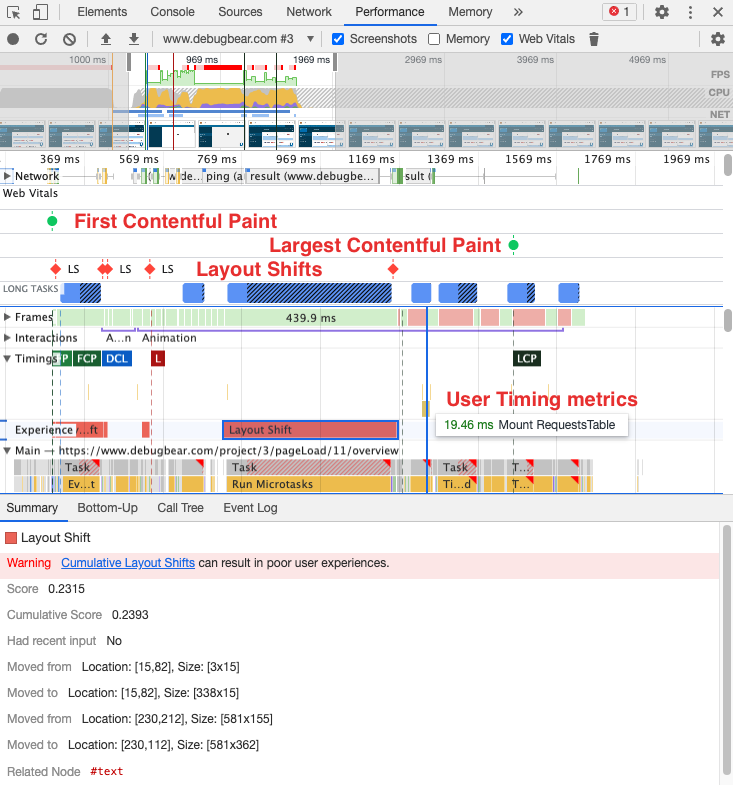 Elements Console Sources Network Performance Memory » 1
www.debugbear.com #3 Screenshots Memory Web Vitals
1000 ms 969 ms 1969 ms 2969 ms 3969 ms 4969 ms
FPS
CPU
NET
369 ms 569 ms 769 ms 969 ms 1169 ms 1369 ms 1569 ms 1769 ms 1969 ms
Network w de… ping (a result (www.debugbe… sult (
Web Vitals
First Contentful Paint
Largest Contentful Paint
LS LS LS Layout Shifts
LONG TASKS
Frames 439.9 ms
Interactions A…n Animation
Timings P FCP DCL L LCP
User Timing metrics
19.46 ms Mount RequestsTable
Experience …ft Layout Shift
Main — https://www.debugbear.com/project/3/pageLoad/11/overview
Task Task Task T…
Ev…t Run Microtasks Ti…d T…
Summary Bottom-Up Call Tree Event Log
Layout Shift
Warning Cumulative Layout Shifts can result in poor user experiences.
Score 0.2315
Cumulative Score 0.2393
Had recent input No
Moved from Location: [15,82], Size: [3x15]
Moved to Location: [15,82], Size: [338x15]
Moved from Location: [230,212], Size: [581x155]
Moved to Location: [230,112], Size: [581x362]
Related Node #text